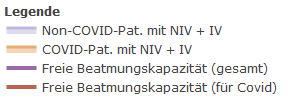 Legende
Non-COVID-Pat. mit NIV + IV
COVID-Pat. mit NIV + IV
Freie Beatmungskapazität (gesamt)
Freie Beatmungskapazität (für Covid)